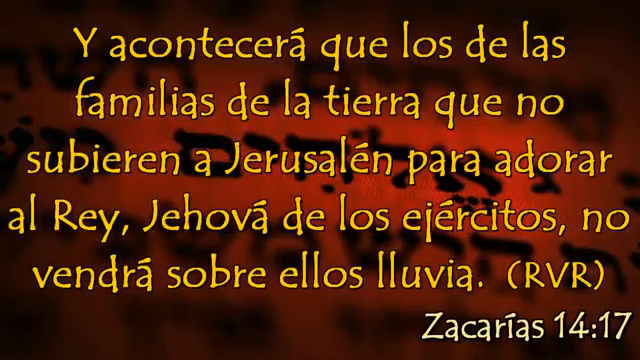 Y acontecerá que los de las
familias de la tierra que no
subieren a Jerusalén para adorar
al Rey, Jehová de los ejércitos, no
vendrá sobre ellos lluvia. (RVR)
Zacarías 14:17